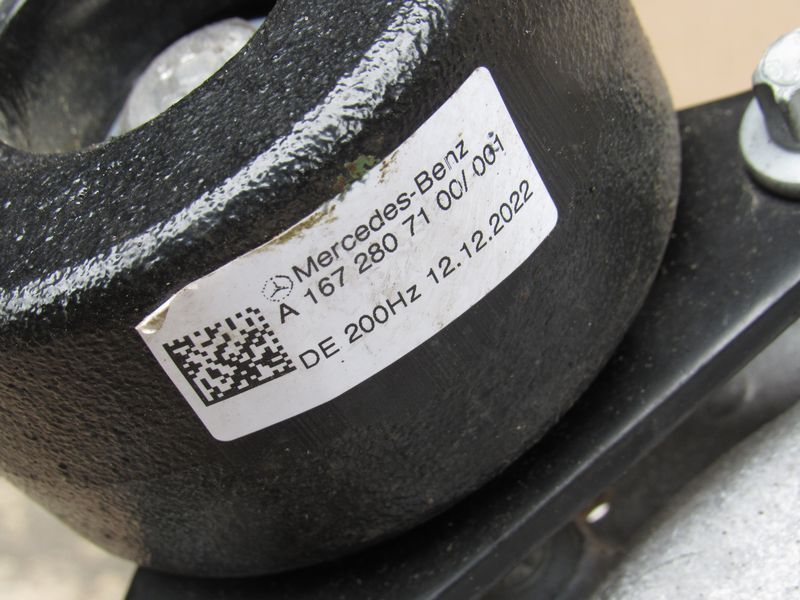 Mercedes-Benz
A 167 280 71 00/ 001
DE 200Hz 12.12.2022